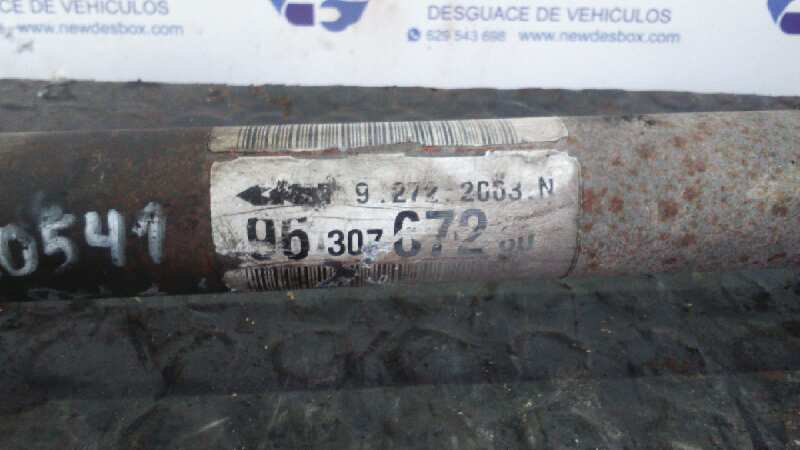 DESGUACE DE VEHICULOS
www.newdesbox.com
DESGUACE DE VEHICULOS
629 543 698 www.newdesbox.com
9.272.2003.N
96 307 672 80
0541